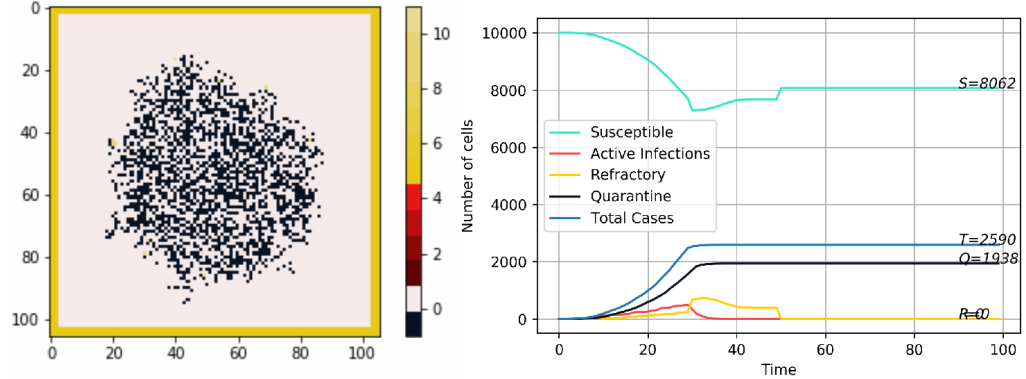 0
20
40
60
80
100
0 20 40 60 80 100
10
8
6
4
2
0
Number of cells
10000
8000
6000
4000
2000
0
Susceptible
Active Infections
Refractory
Quarantine
Total Cases
S=8062
T=2590
Q=1938
0 20 40 60 80 100
Time